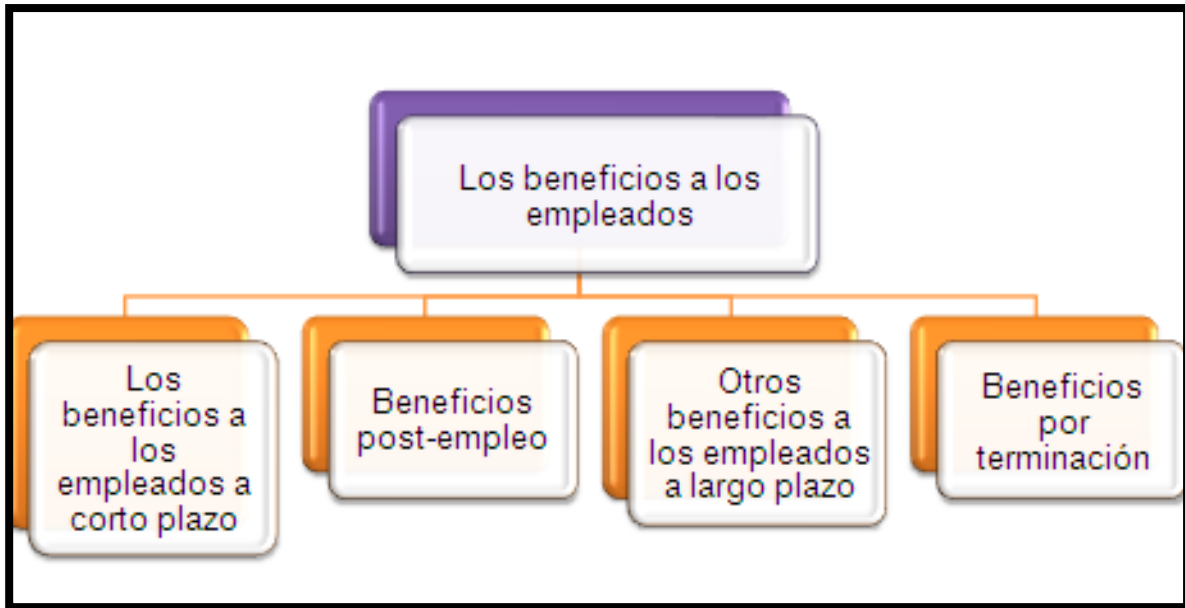 Los beneficios a los
empleados
Los
beneficios a
los
empleados a
corto plazo
Beneficios
post-empleo
Otros
beneficios a
los empleados
a largo plazo
Beneficios
por
terminación